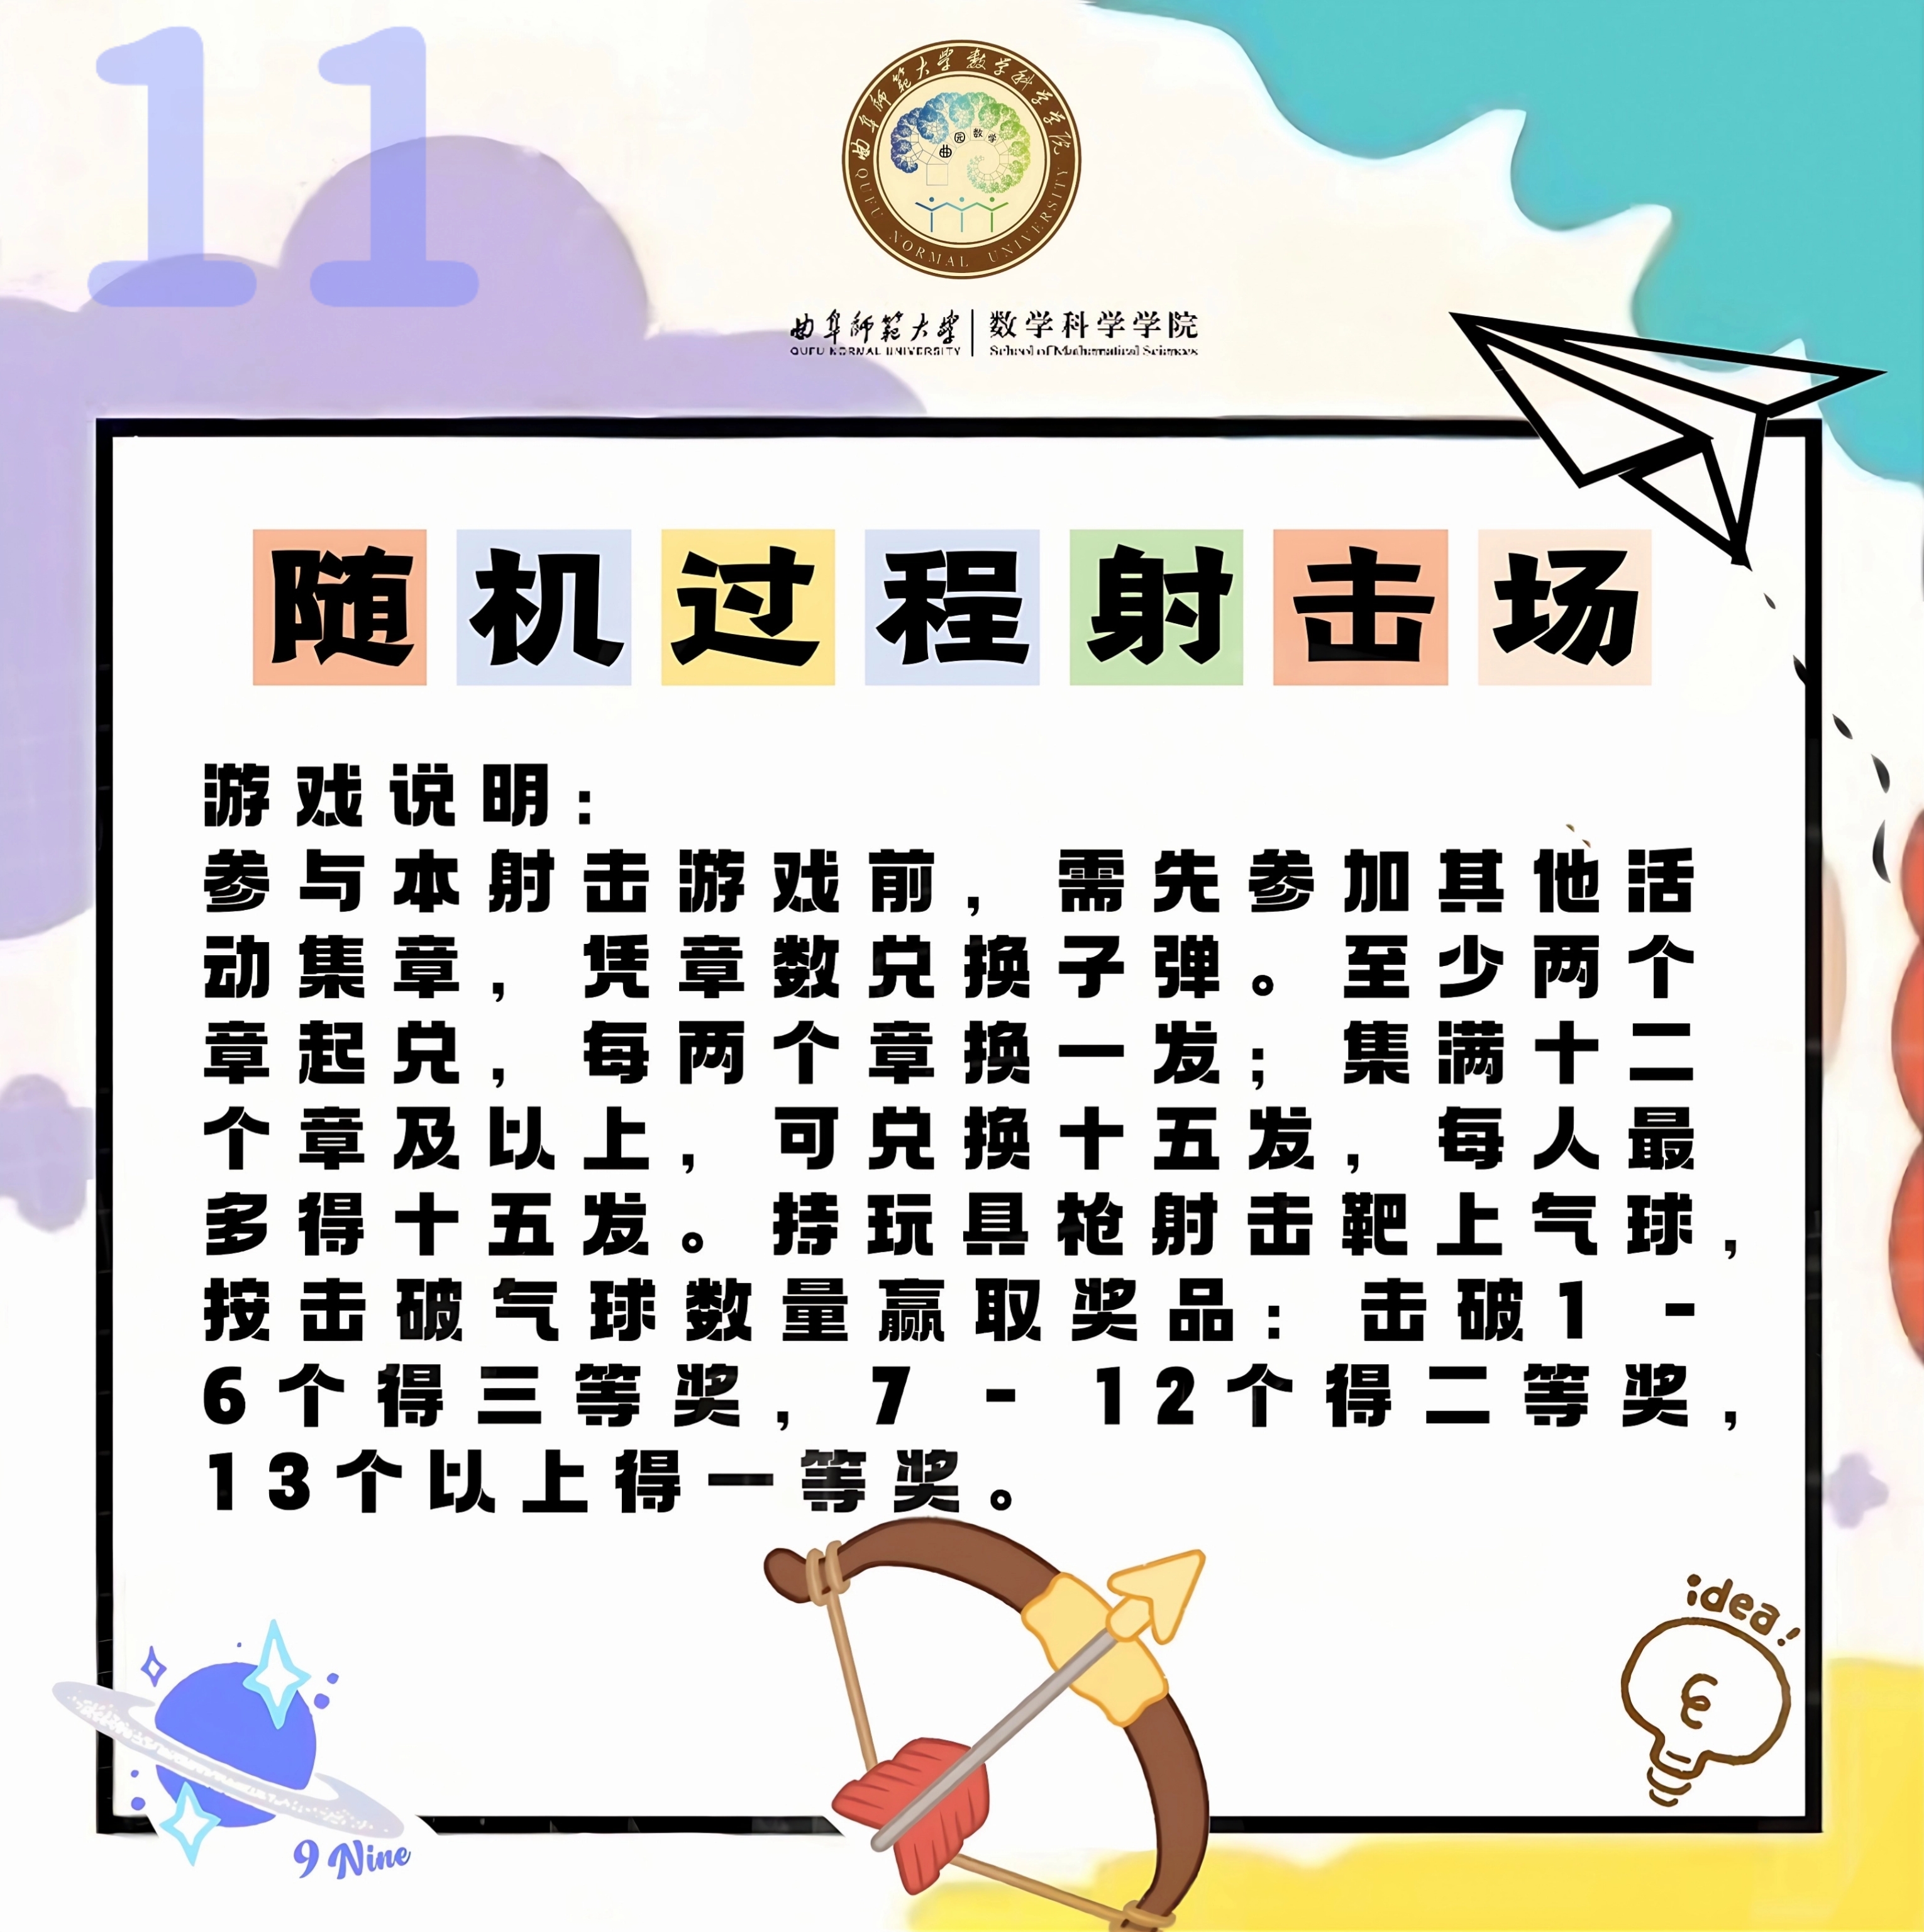 11
曲阜师范大学数学科学学院
曲园数学
QUFU NORMAL UNIVERSITY
曲阜师范大学 | 数学科学学院
QUFU NORMAL UNIVERSITY | School of Mathematical Sciences
随机过程射击场
游戏说明：
参与本射击游戏前，需先参加其他活
动集章，凭章数兑换子弹。至少两个
章起兑，每两个章换一发；集满十二
个章及以上，可兑换十五发，每人最
多得十五发。持玩具枪射击靶上气球，
按击破气球数量赢取奖品：击破1-
6个得三等奖，7-12个得二等奖，
13个以上得一等奖。
idea!
9 Nine